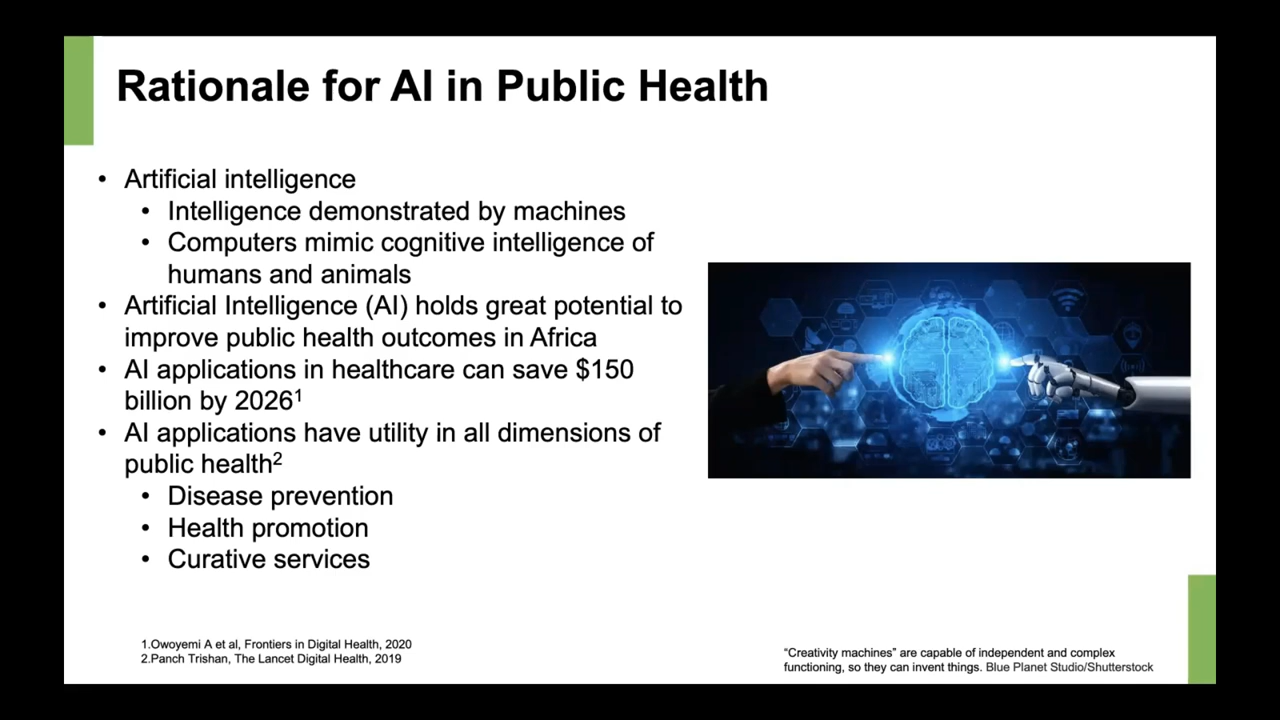 Rationale for AI in Public Health
• Artificial intelligence
• Intelligence demonstrated by machines
• Computers mimic cognitive intelligence of
humans and animals
• Artificial Intelligence (AI) holds great potential to
improve public health outcomes in Africa
• AI applications in healthcare can save $150
billion by 2026¹
• AI applications have utility in all dimensions of
public health²
• Disease prevention
• Health promotion
• Curative services
1.Owoyemi A et al, Frontiers in Digital Health, 2020
2.Panch Trishan, The Lancet Digital Health, 2019
“Creativity machines” are capable of independent and complex
functioning, so they can invent things. Blue Planet Studio/Shutterstock